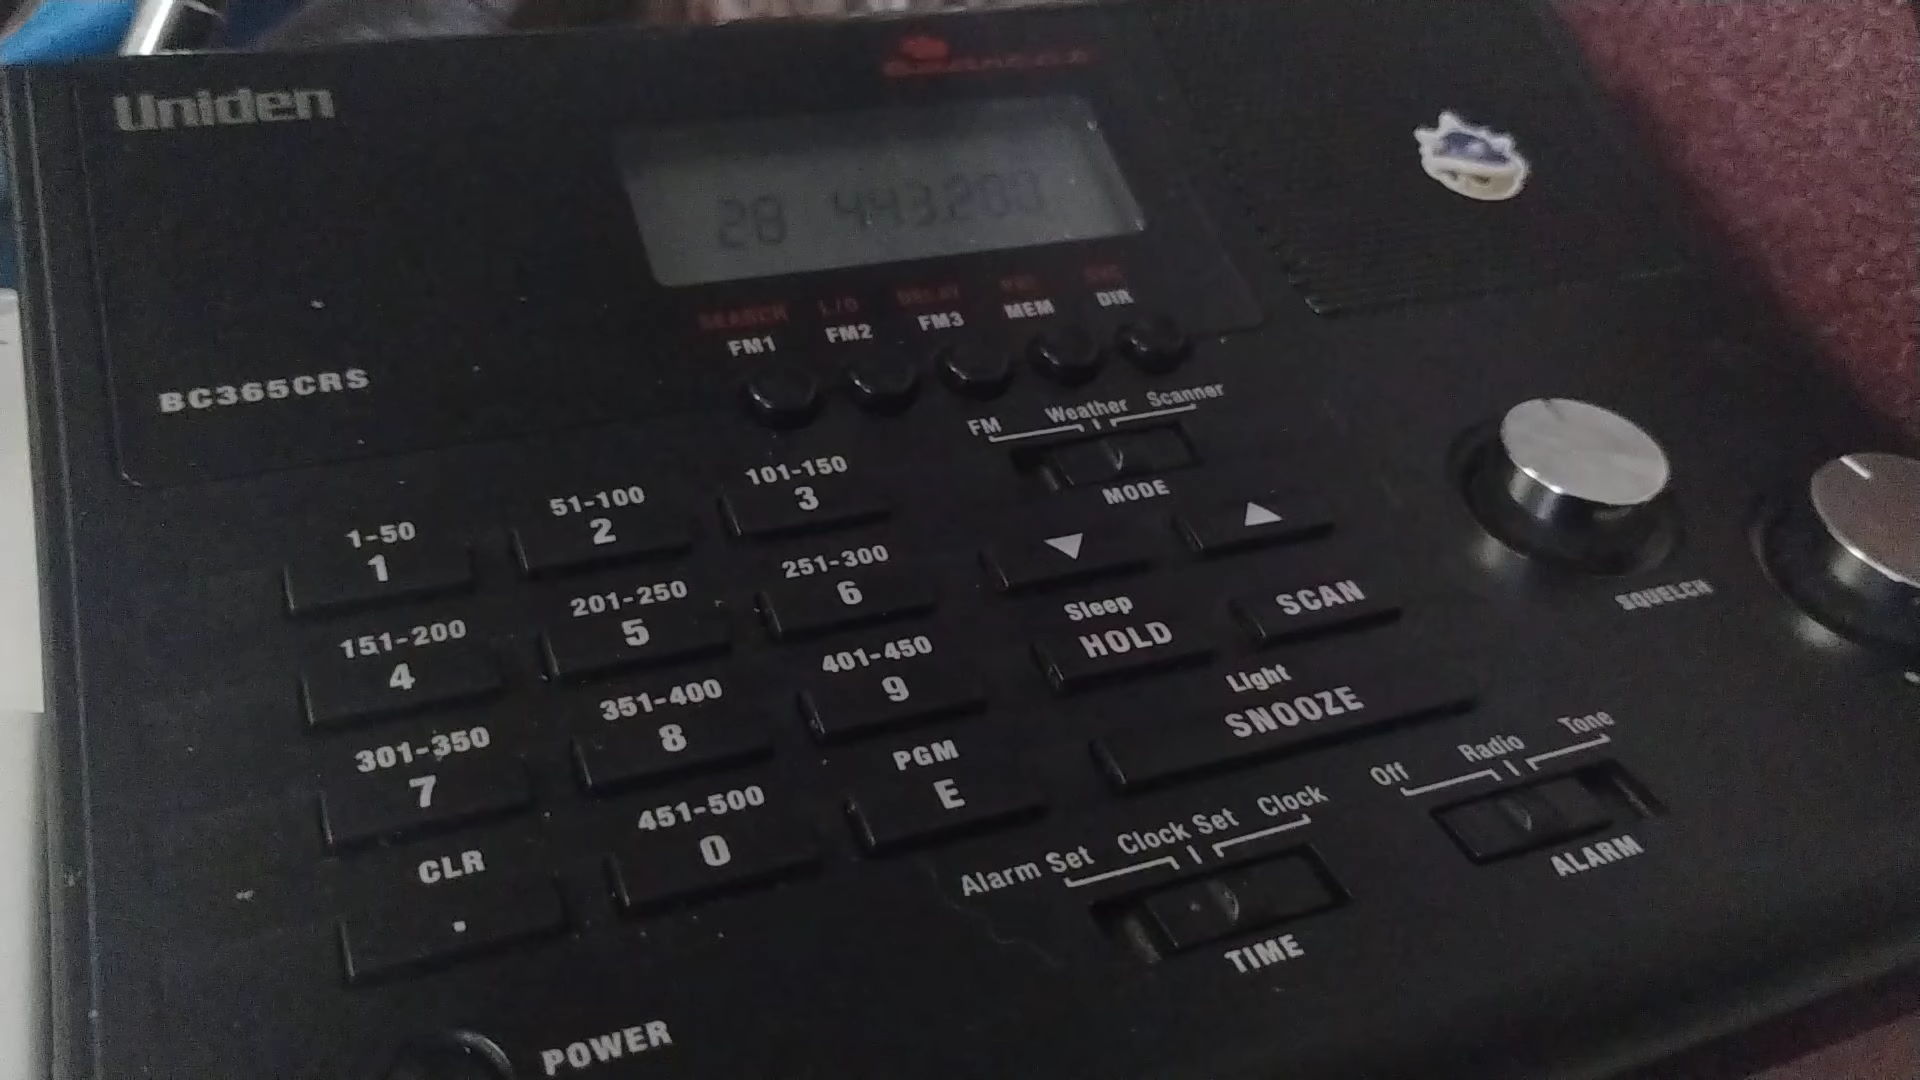 Uniden
28 443.200
SEARCH L/O DELAY PRI
FM1 FM2 FM3 MEM DIR
BC365CRS
FM Weather Scanner
MODE
1-50 51-100 101-150
1 2 3
151-200 201-250 251-300
4 5 6
301-350 351-400 401-450
7 8 9
CLR 451-500 PGM
. 0 E
Sleep
HOLD SCAN
Light
SNOOZE
SQUELCH
Off Radio Tone
ALARM
Alarm Set Clock Set Clock
TIME
POWER